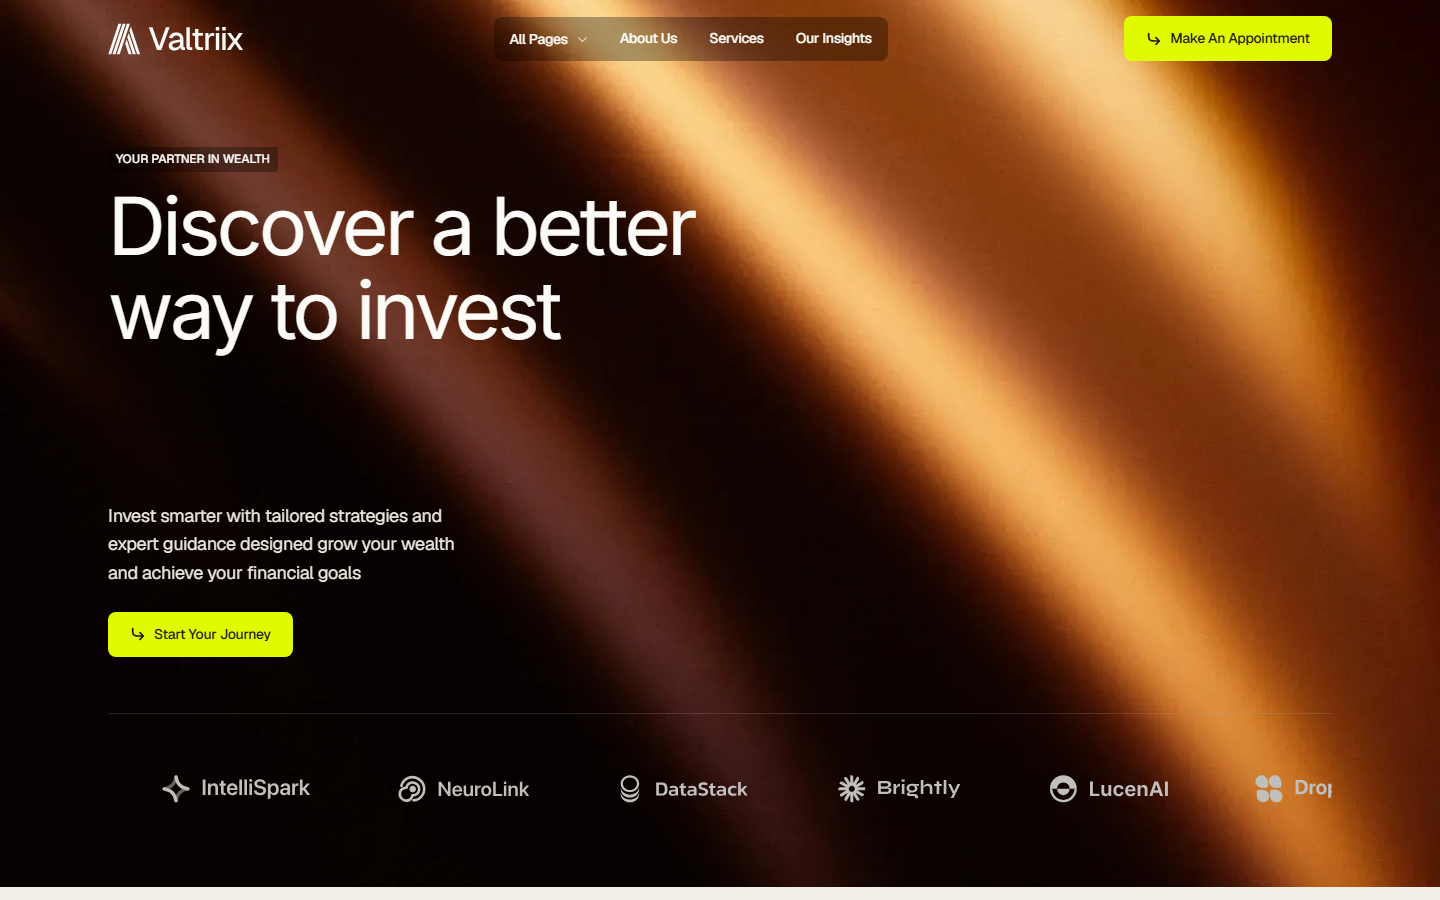 Valtriix
All Pages
About Us
Services
Our Insights
Make An Appointment
YOUR PARTNER IN WEALTH
Discover a better
way to invest
Invest smarter with tailored strategies and
expert guidance designed grow your wealth
and achieve your financial goals
Start Your Journey
IntelliSpark
NeuroLink
DataStack
Brightly
LucenAI